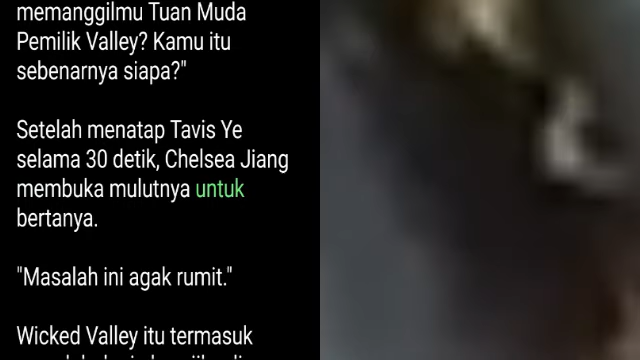 memanggilmu Tuan Muda
Pemilik Valley? Kamu itu
sebenarnya siapa?"
Setelah menatap Tavis Ye
selama 30 detik, Chelsea Jiang
membuka mulutnya untuk
bertanya.
"Masalah ini agak rumit."
Wicked Valley itu termasuk